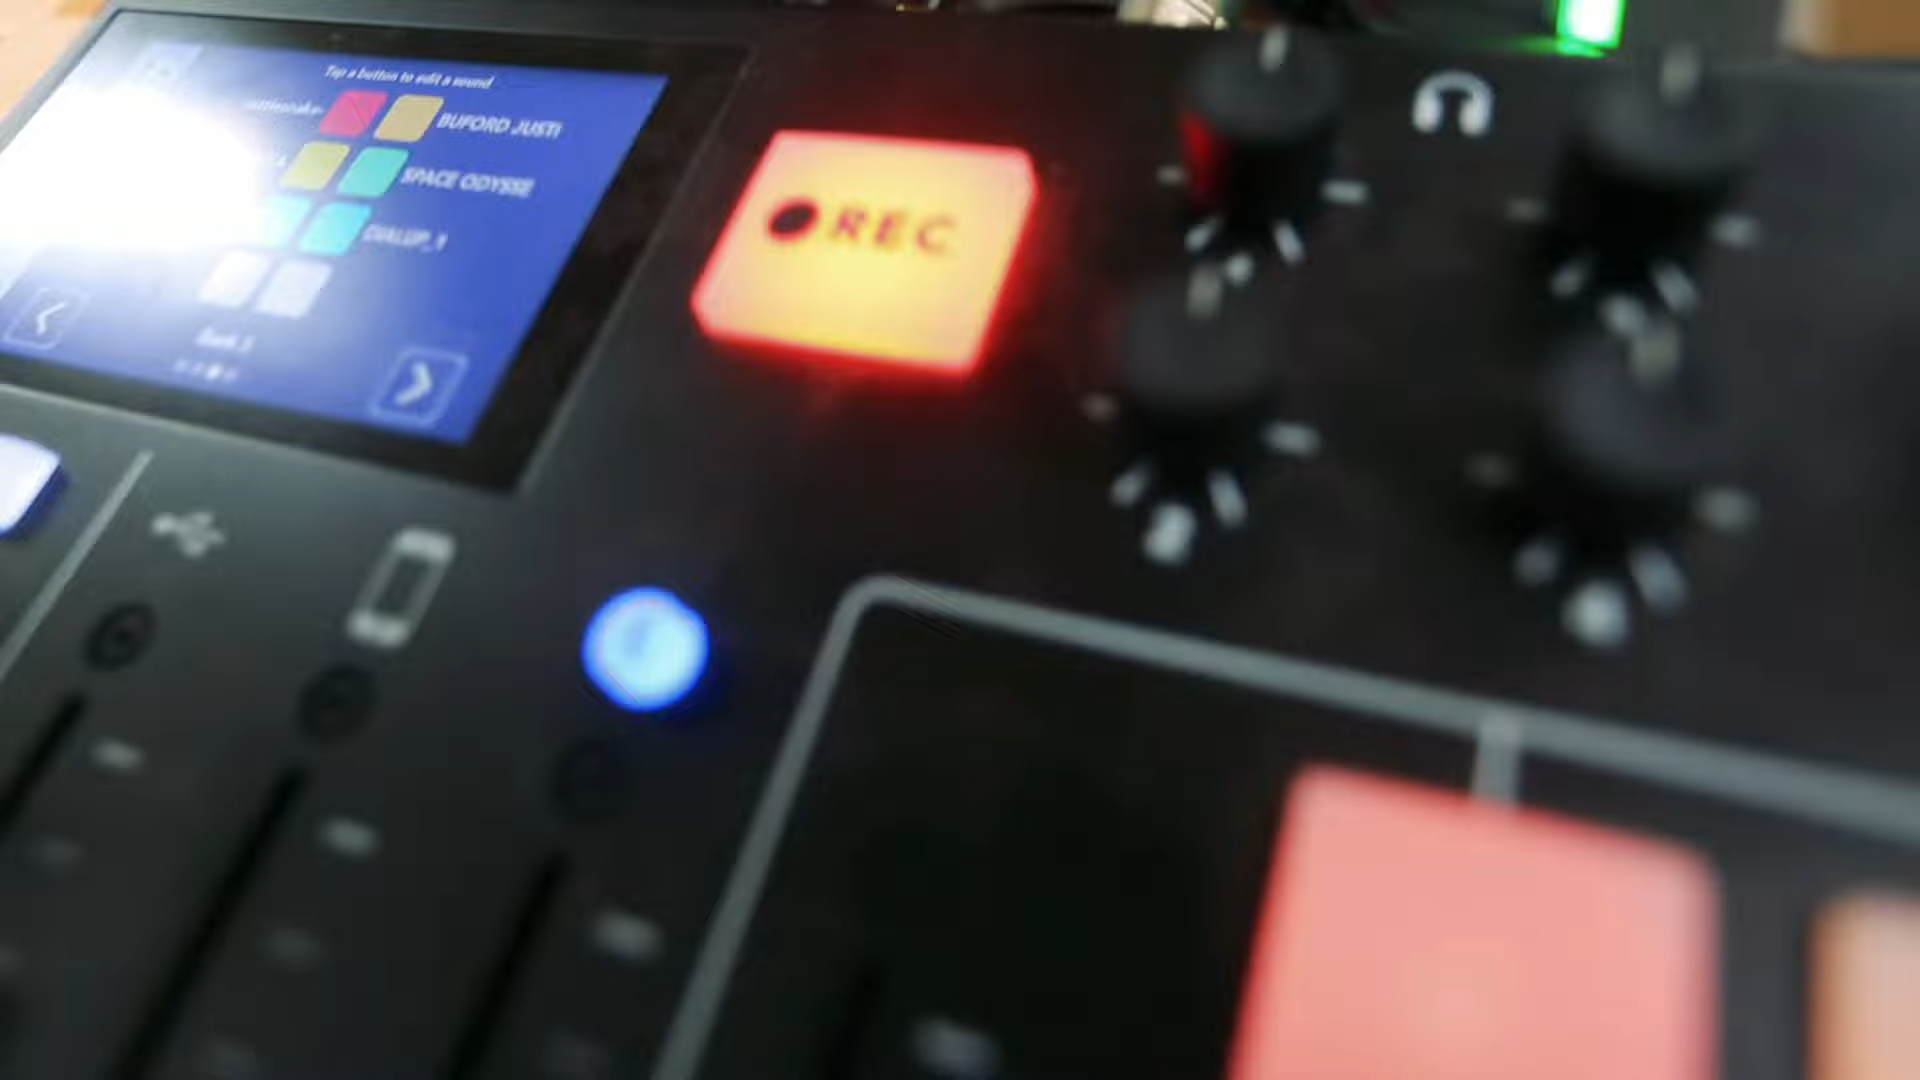 Tap a button to edit a sound
BUFORD JUSTI
SPACE ODYSSE
DIALUP_1
REC